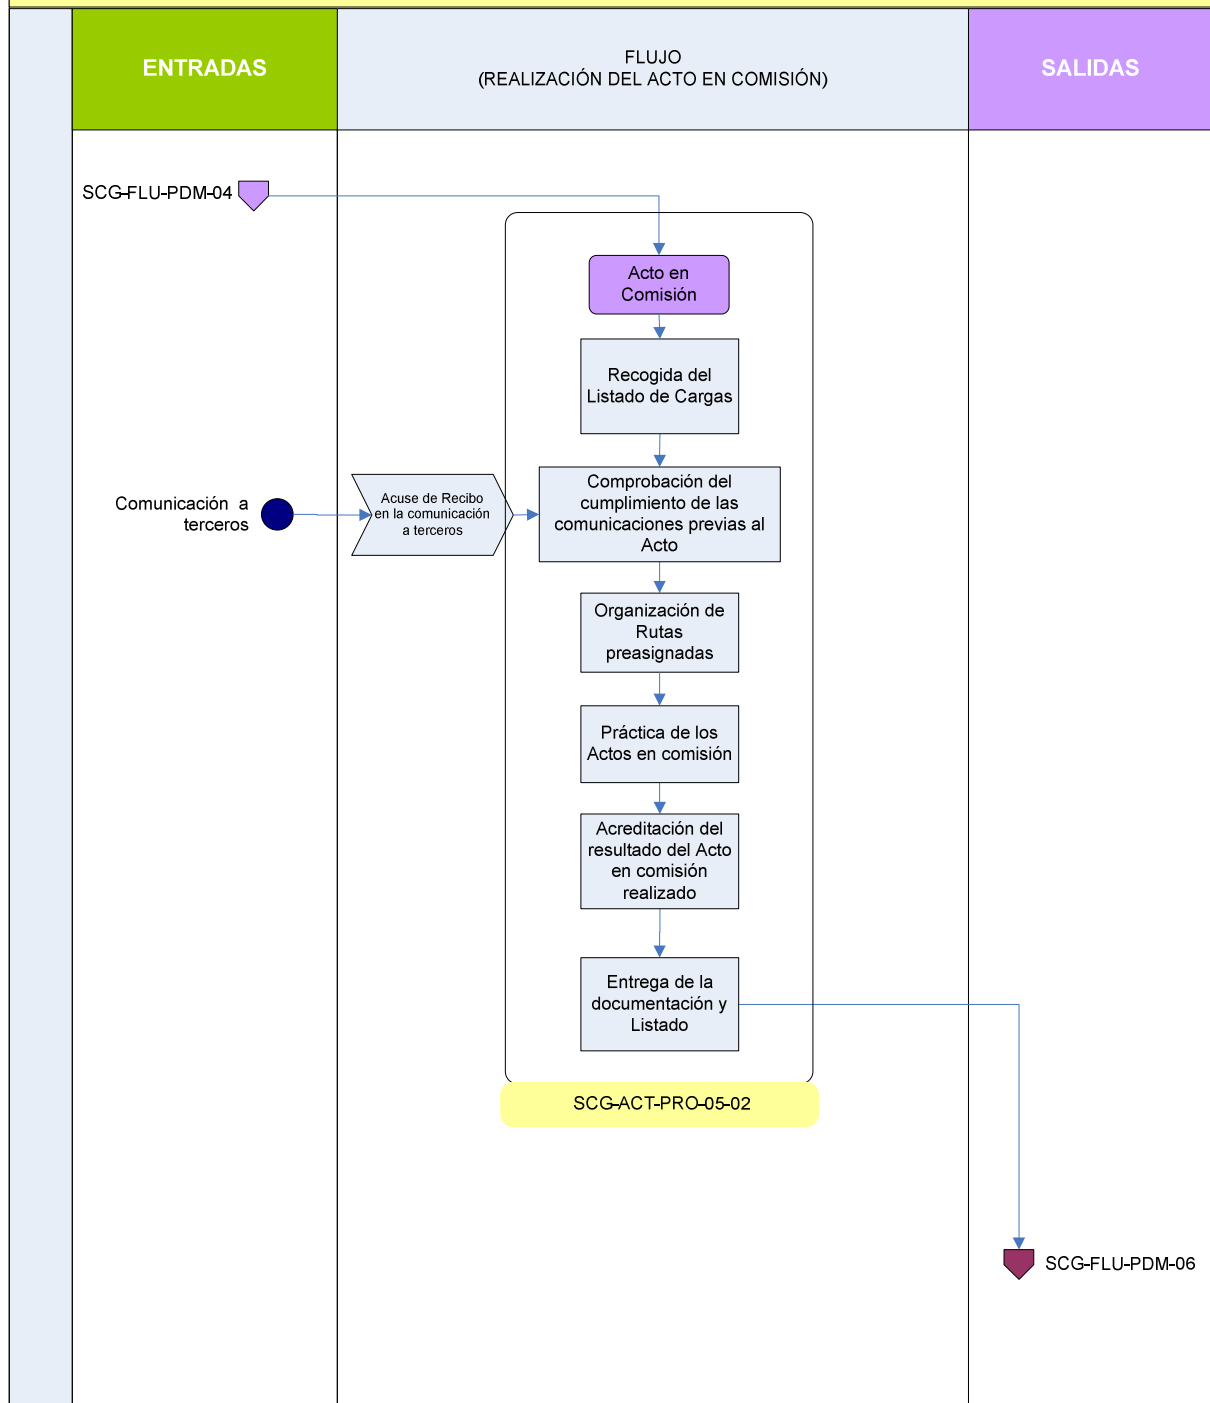 ENTRADAS
FLUJO
(REALIZACIÓN DEL ACTO EN COMISIÓN)
SALIDAS
SCG-FLU-PDM-04
Acto en
Comisión
Recogida del
Listado de Cargas
Comunicación a
terceros
Acuse de Recibo
en la comunicación
a terceros
Comprobación del
cumplimiento de las
comunicaciones previas al
Acto
Organización de
Rutas
preasignadas
Práctica de los
Actos en comisión
Acreditación del
resultado del Acto
en comisión
realizado
Entrega de la
documentación y
Listado
SCG-ACT-PRO-05-02
SCG-FLU-PDM-06